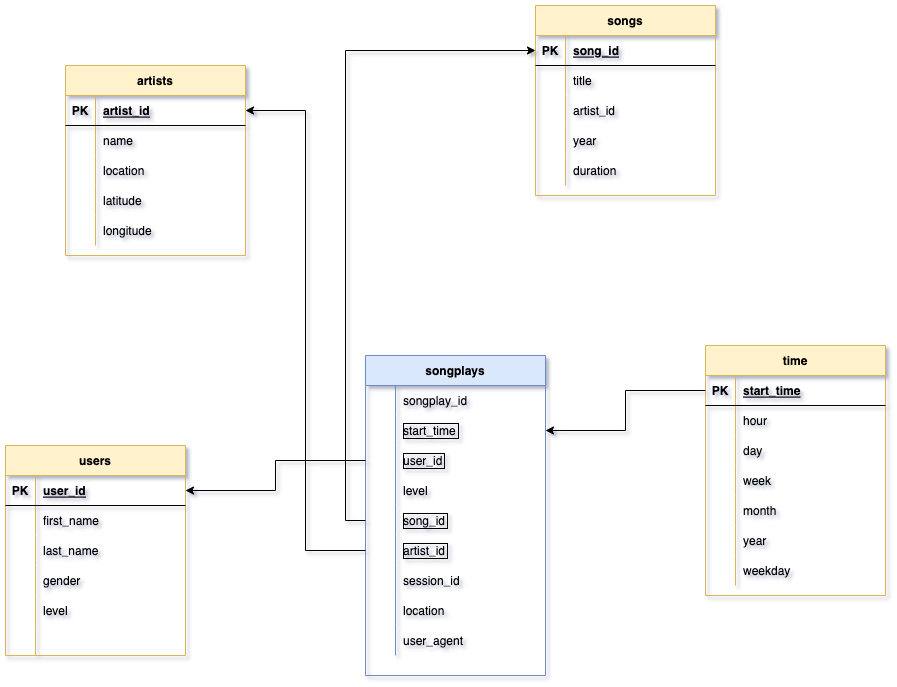 songs
PK song_id
title
artist_id
year
duration
artists
PK artist_id
name
location
latitude
longitude
songplays
songplay_id
start_time
user_id
level
song_id
artist_id
session_id
location
user_agent
time
PK start_time
hour
day
week
month
year
weekday
users
PK user_id
first_name
last_name
gender
level